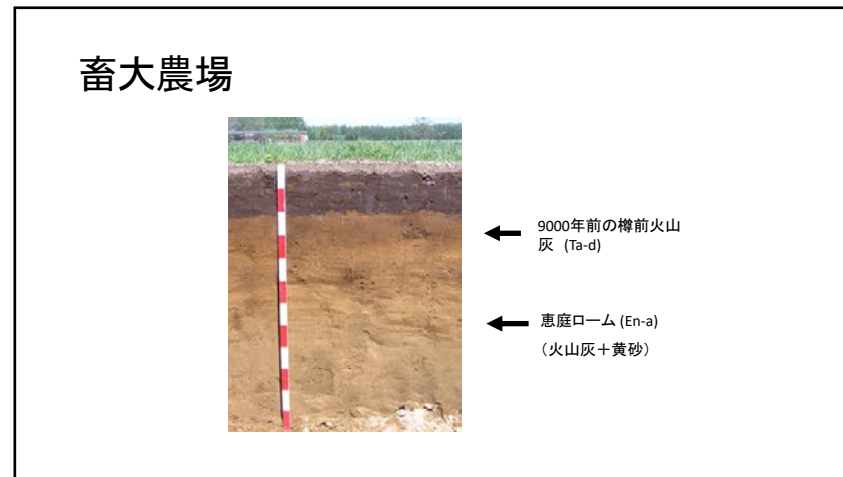 畜大農場
9000年前の樽前火山
灰 (Ta-d)
恵庭ローム (En-a)
（火山灰＋黄砂）